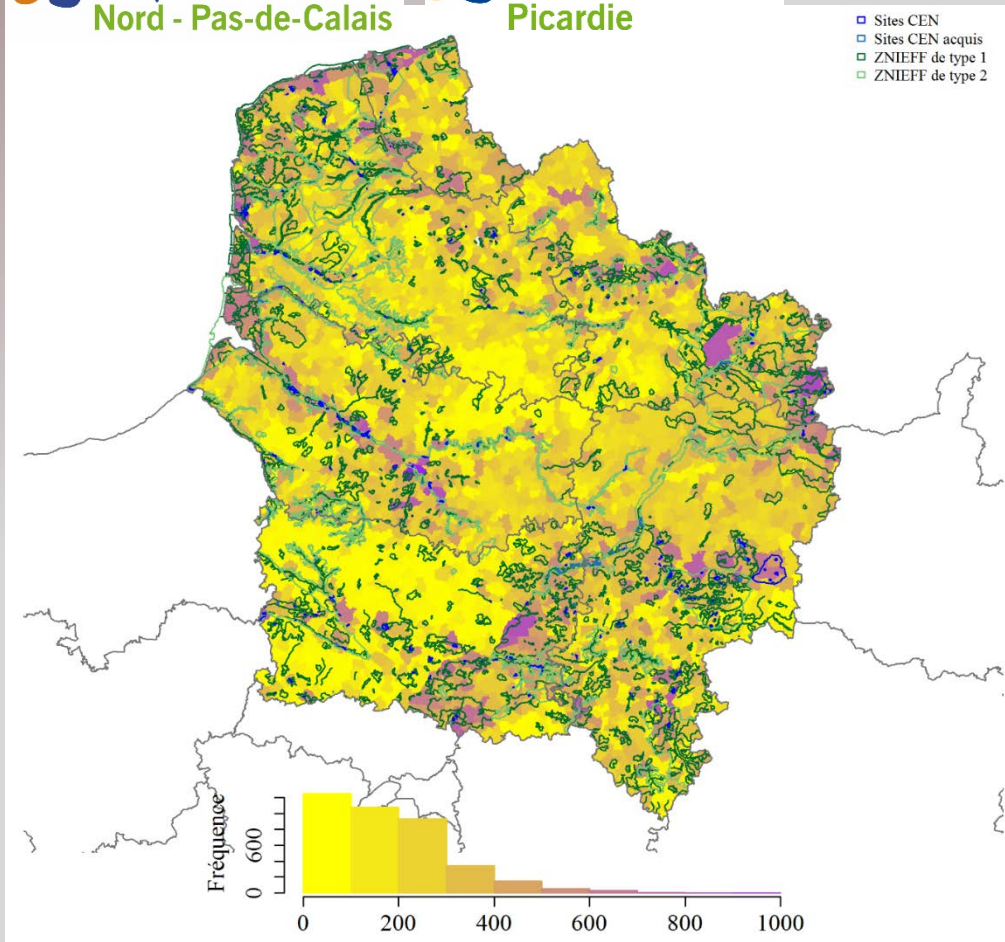 Nord - Pas-de-Calais
Picardie
Sites CEN
Sites CEN acquis
ZNIEFF de type 1
ZNIEFF de type 2
Fréquence
0 600
0 200 400 600 800 1000